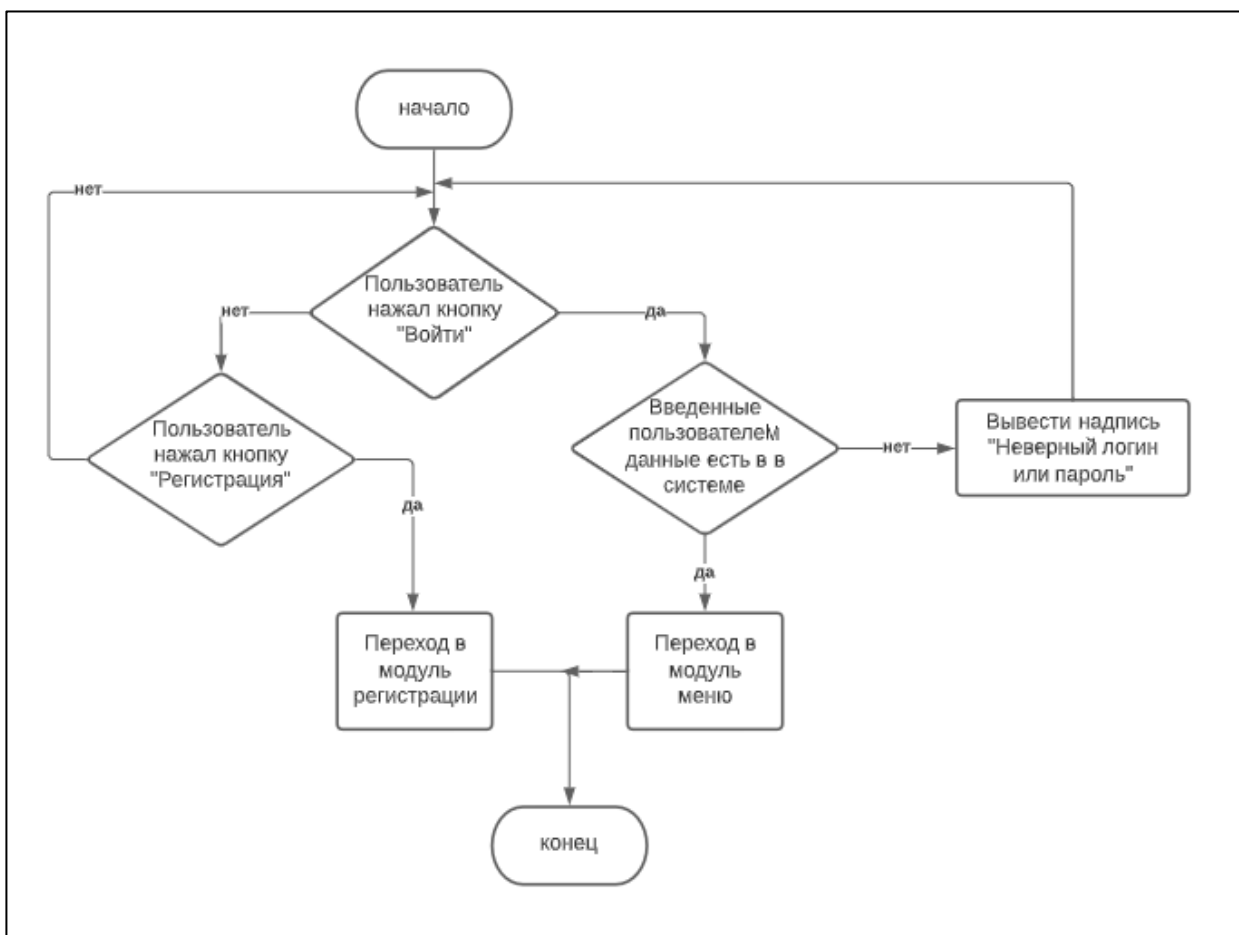 начало
нет
Пользователь
нажал кнопку
"Войти"
нет
да
Пользователь
нажал кнопку
"Регистрация"
Введенные
пользователем
данные есть в в
системе
нет
Вывести надпись
"Неверный логин
или пароль"
да
да
Переход в
модуль
регистрации
Переход в
модуль
меню
конец